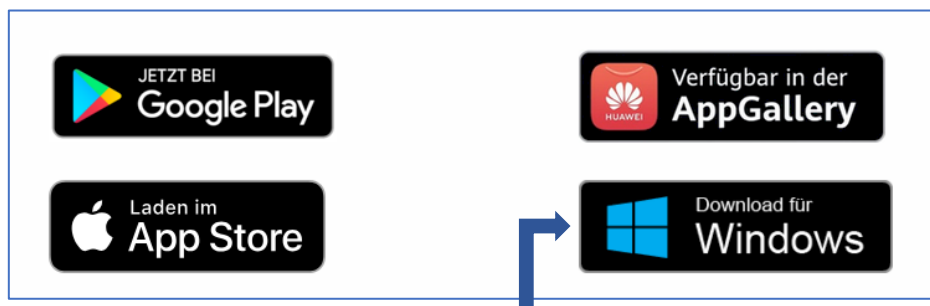 JETZT BEI
Google Play
Verfügbar in der
AppGallery
HUAWEI
Laden im
App Store
Download für
Windows